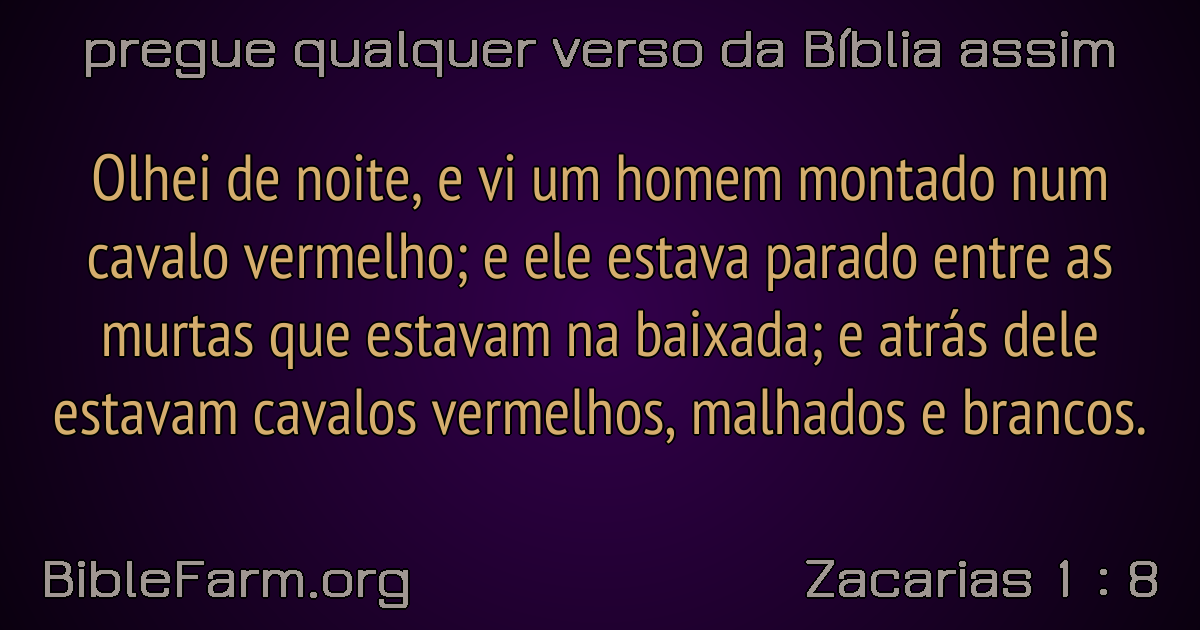 pregue qualquer verso da Bíblia assim
Olhei de noite, e vi um homem montado num
cavalo vermelho; e ele estava parado entre as
murtas que estavam na baixada; e atrás dele
estavam cavalos vermelhos, malhados e brancos.
BibleFarm.org
Zacarias 1 : 8